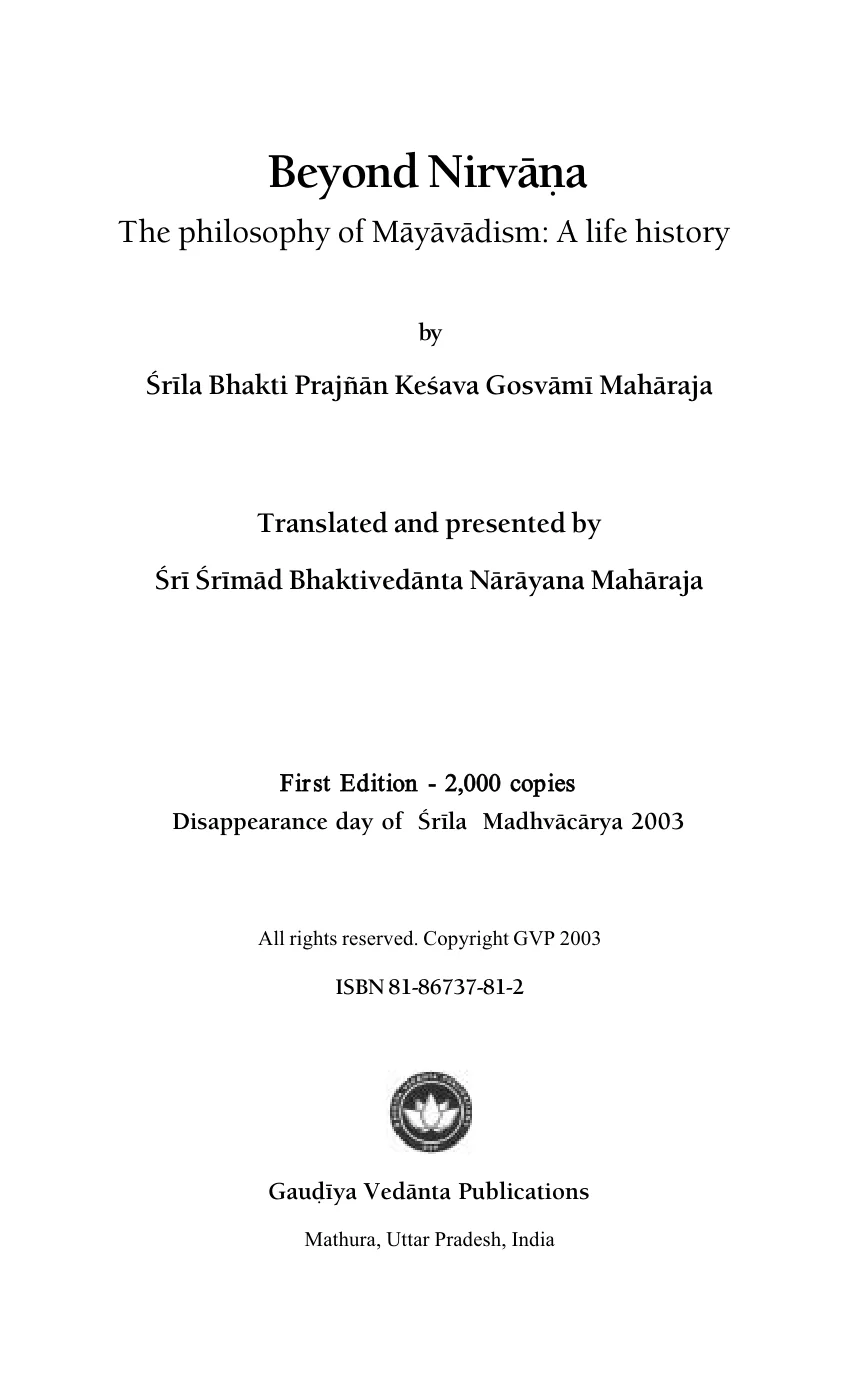 Beyond Nirvāṇa
The philosophy of Māyāvādism: A life history
by
Śrīla Bhakti Prajñān Keśava Gosvāmī Mahāraja
Translated and presented by
Śrī Śrīmād Bhaktivedānta Nārāyana Mahāraja
First Edition - 2,000 copies
Disappearance day of Śrīla Madhvācārya 2003
All rights reserved. Copyright GVP 2003
ISBN 81-86737-81-2
Gauḍīya Vedānta Publications
Mathura, Uttar Pradesh, India